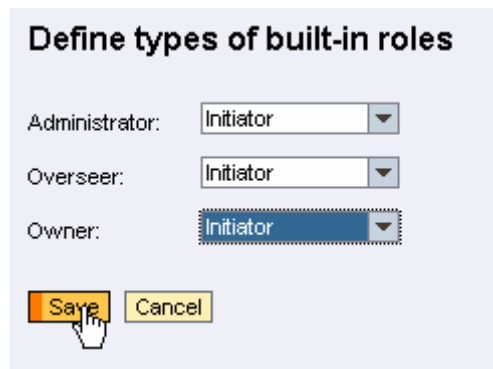 Define types of built-in roles
Administrator: Initiator
Overseer: Initiator
Owner: Initiator
Save Cancel